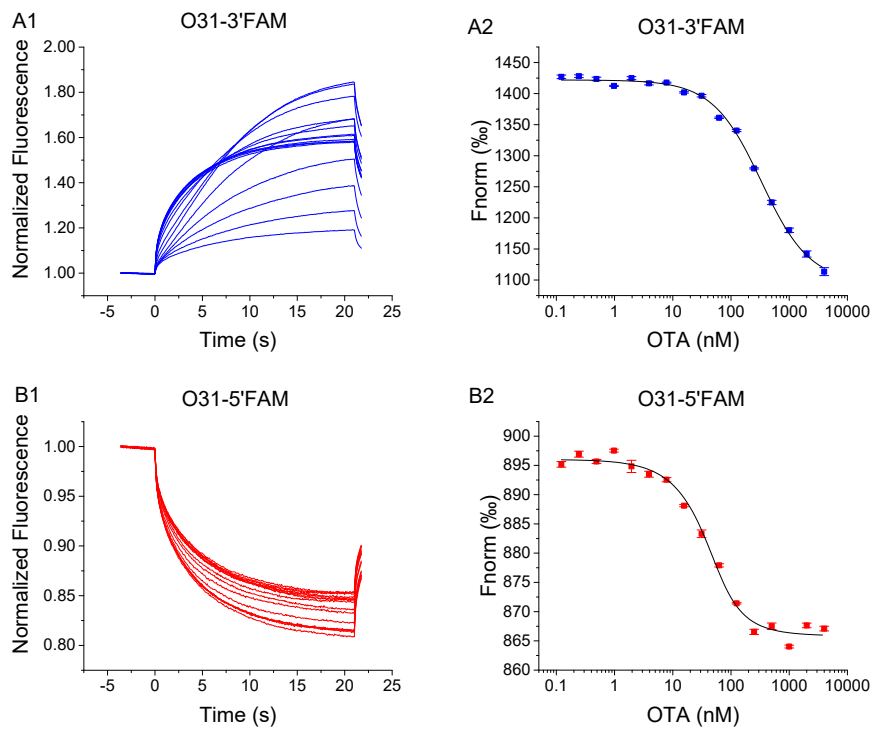 A1
O31-3'FAM
Normalized Fluorescence
2.00
1.80
1.60
1.40
1.20
1.00
-5 0 5 10 15 20 25
Time (s)
A2
O31-3'FAM
Fnorm (‰)
1450
1400
1350
1300
1250
1200
1150
1100
0.1 1 10 100 1000 10000
OTA (nM)
B1
O31-5'FAM
Normalized Fluorescence
1.00
0.95
0.90
0.85
0.80
-5 0 5 10 15 20 25
Time (s)
B2
O31-5'FAM
Fnorm (‰)
900
895
890
885
880
875
870
865
860
0.1 1 10 100 1000 10000
OTA (nM)